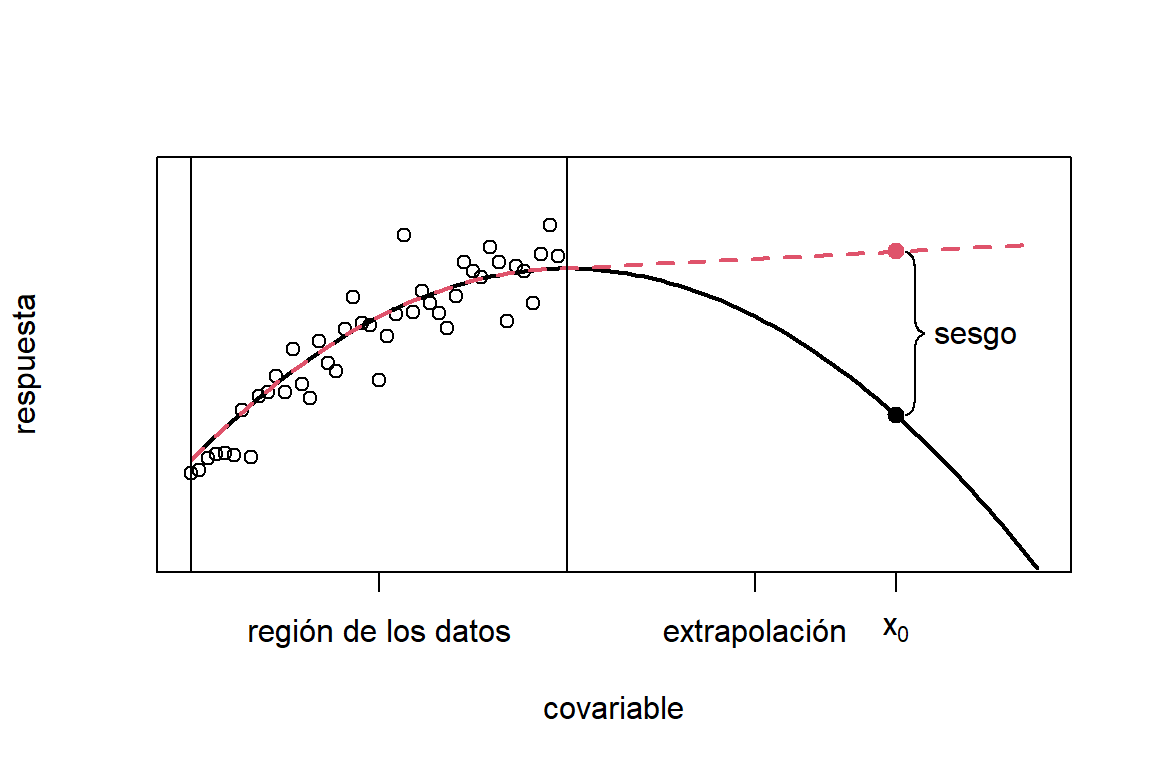 respuesta
sesgo
región de los datos
extrapolación
x₀
covariable